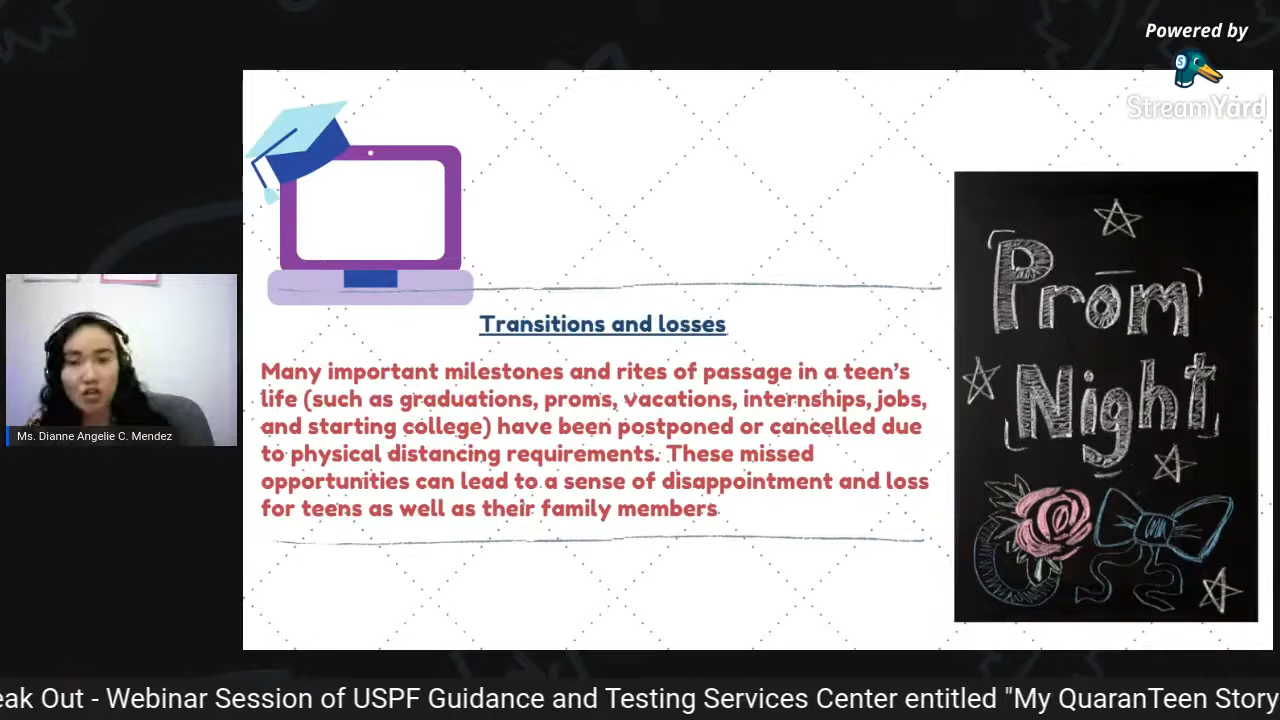 Powered by
StreamYard
Transitions and losses
Many important milestones and rites of passage in a teen's
life (such as graduations, proms, vacations, internships, jobs,
and starting college) have been postponed or cancelled due
to physical distancing requirements. These missed
opportunities can lead to a sense of disappointment and loss
for teens as well as their family members
Prom
Night
Ms. Dianne Angelie C. Mendez
eak Out - Webinar Session of USPF Guidance and Testing Services Center entitled "My QuaranTeen Story